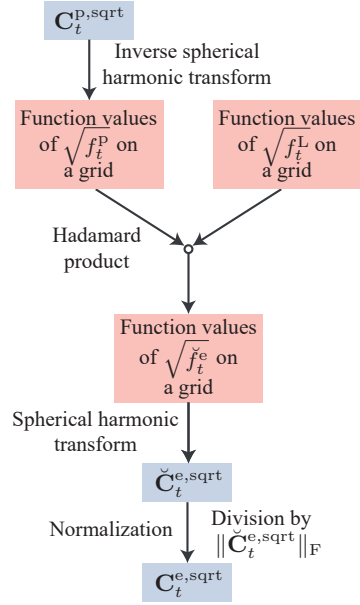 C_t^{p,sqrt}
Inverse spherical
harmonic transform
Function values
of √(f_t^p) on
a grid
Function values
of √(f_t^L) on
a grid
Hadamard
product
Function values
of √(f̆_t^e) on
a grid
Spherical harmonic
transform
C̆_t^{e,sqrt}
Normalization
Division by
‖C̆_t^{e,sqrt}‖_F
C_t^{e,sqrt}